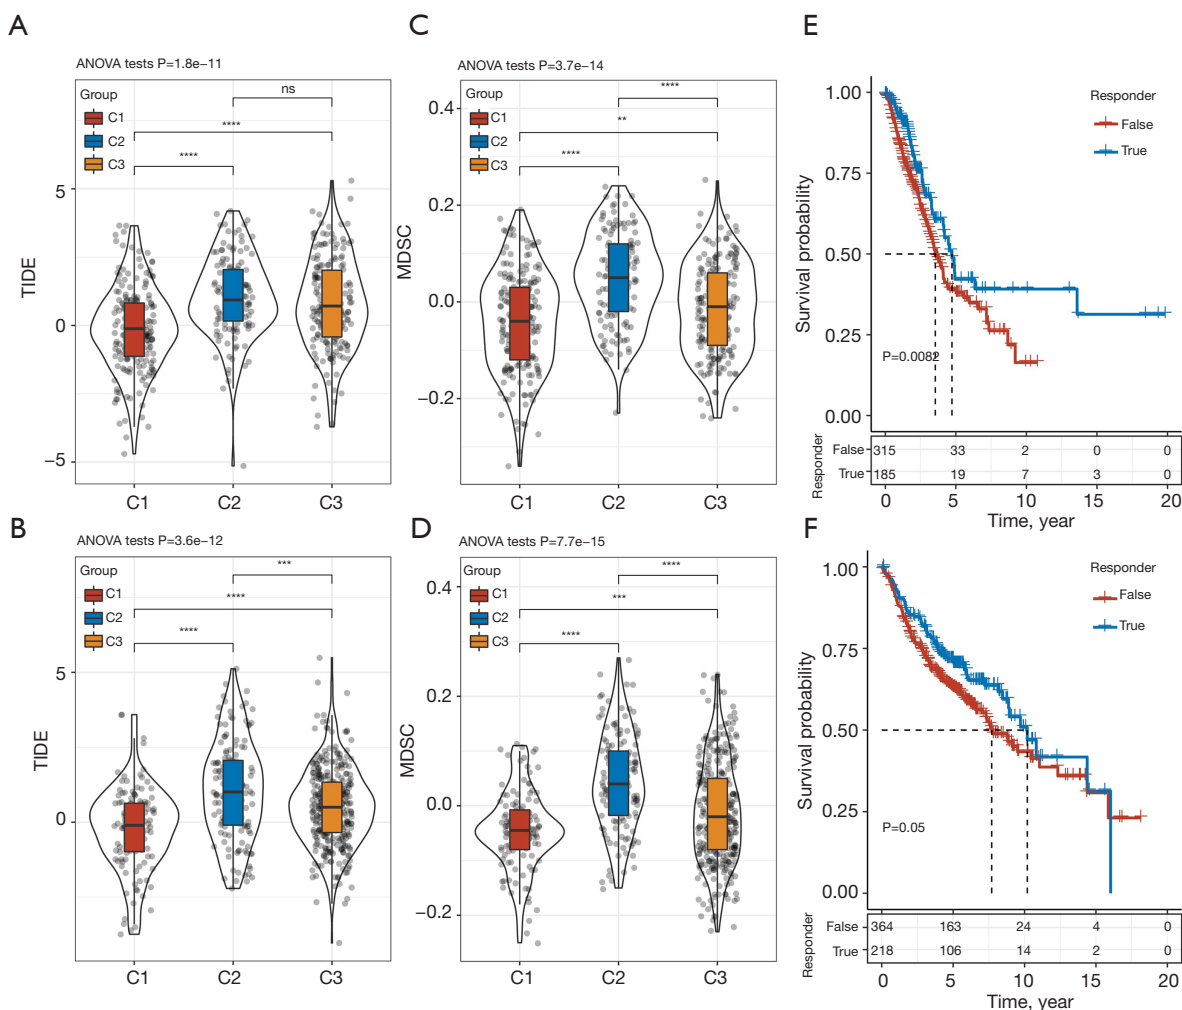 A
ANOVA tests P=1.8e−11
Group
C1
C2
C3
ns
****
****
TIDE
5
0
−5
C1
C2
C3
C
ANOVA tests P=3.7e−14
Group
C1
C2
C3
****
**
****
MDSC
0.4
0.2
0.0
−0.2
C1
C2
C3
E
Responder
False
True
Survival probability
1.00
0.75
0.50
0.25
0.00
P=0.0082
Responder
False 315 33 2 0 0
True 185 19 7 3 0
0 5 10 15 20
Time, year
B
ANOVA tests P=3.6e−12
Group
C1
C2
C3
***
****
****
TIDE
5
0
C1
C2
C3
D
ANOVA tests P=7.7e−15
Group
C1
C2
C3
****
***
****
MDSC
0.4
0.2
0.0
−0.2
C1
C2
C3
F
Responder
False
True
Survival probability
1.00
0.75
0.50
0.25
0.00
P=0.05
Responder
False 364 163 24 4 0
True 218 106 14 2 0
0 5 10 15 20
Time, year